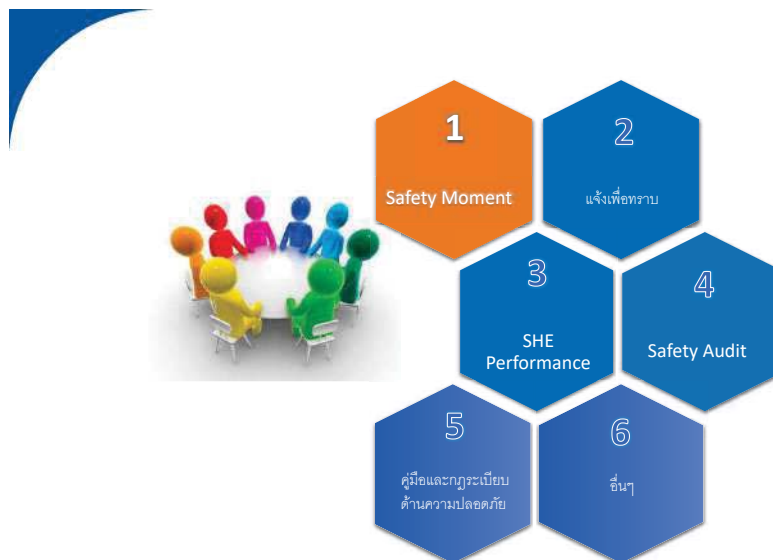 1
Safety Moment
2
แจ้งเพื่อทราบ
3
SHE
Performance
4
Safety Audit
5
คู่มือและกฎระเบียบ
ด้านความปลอดภัย
6
อื่นๆ